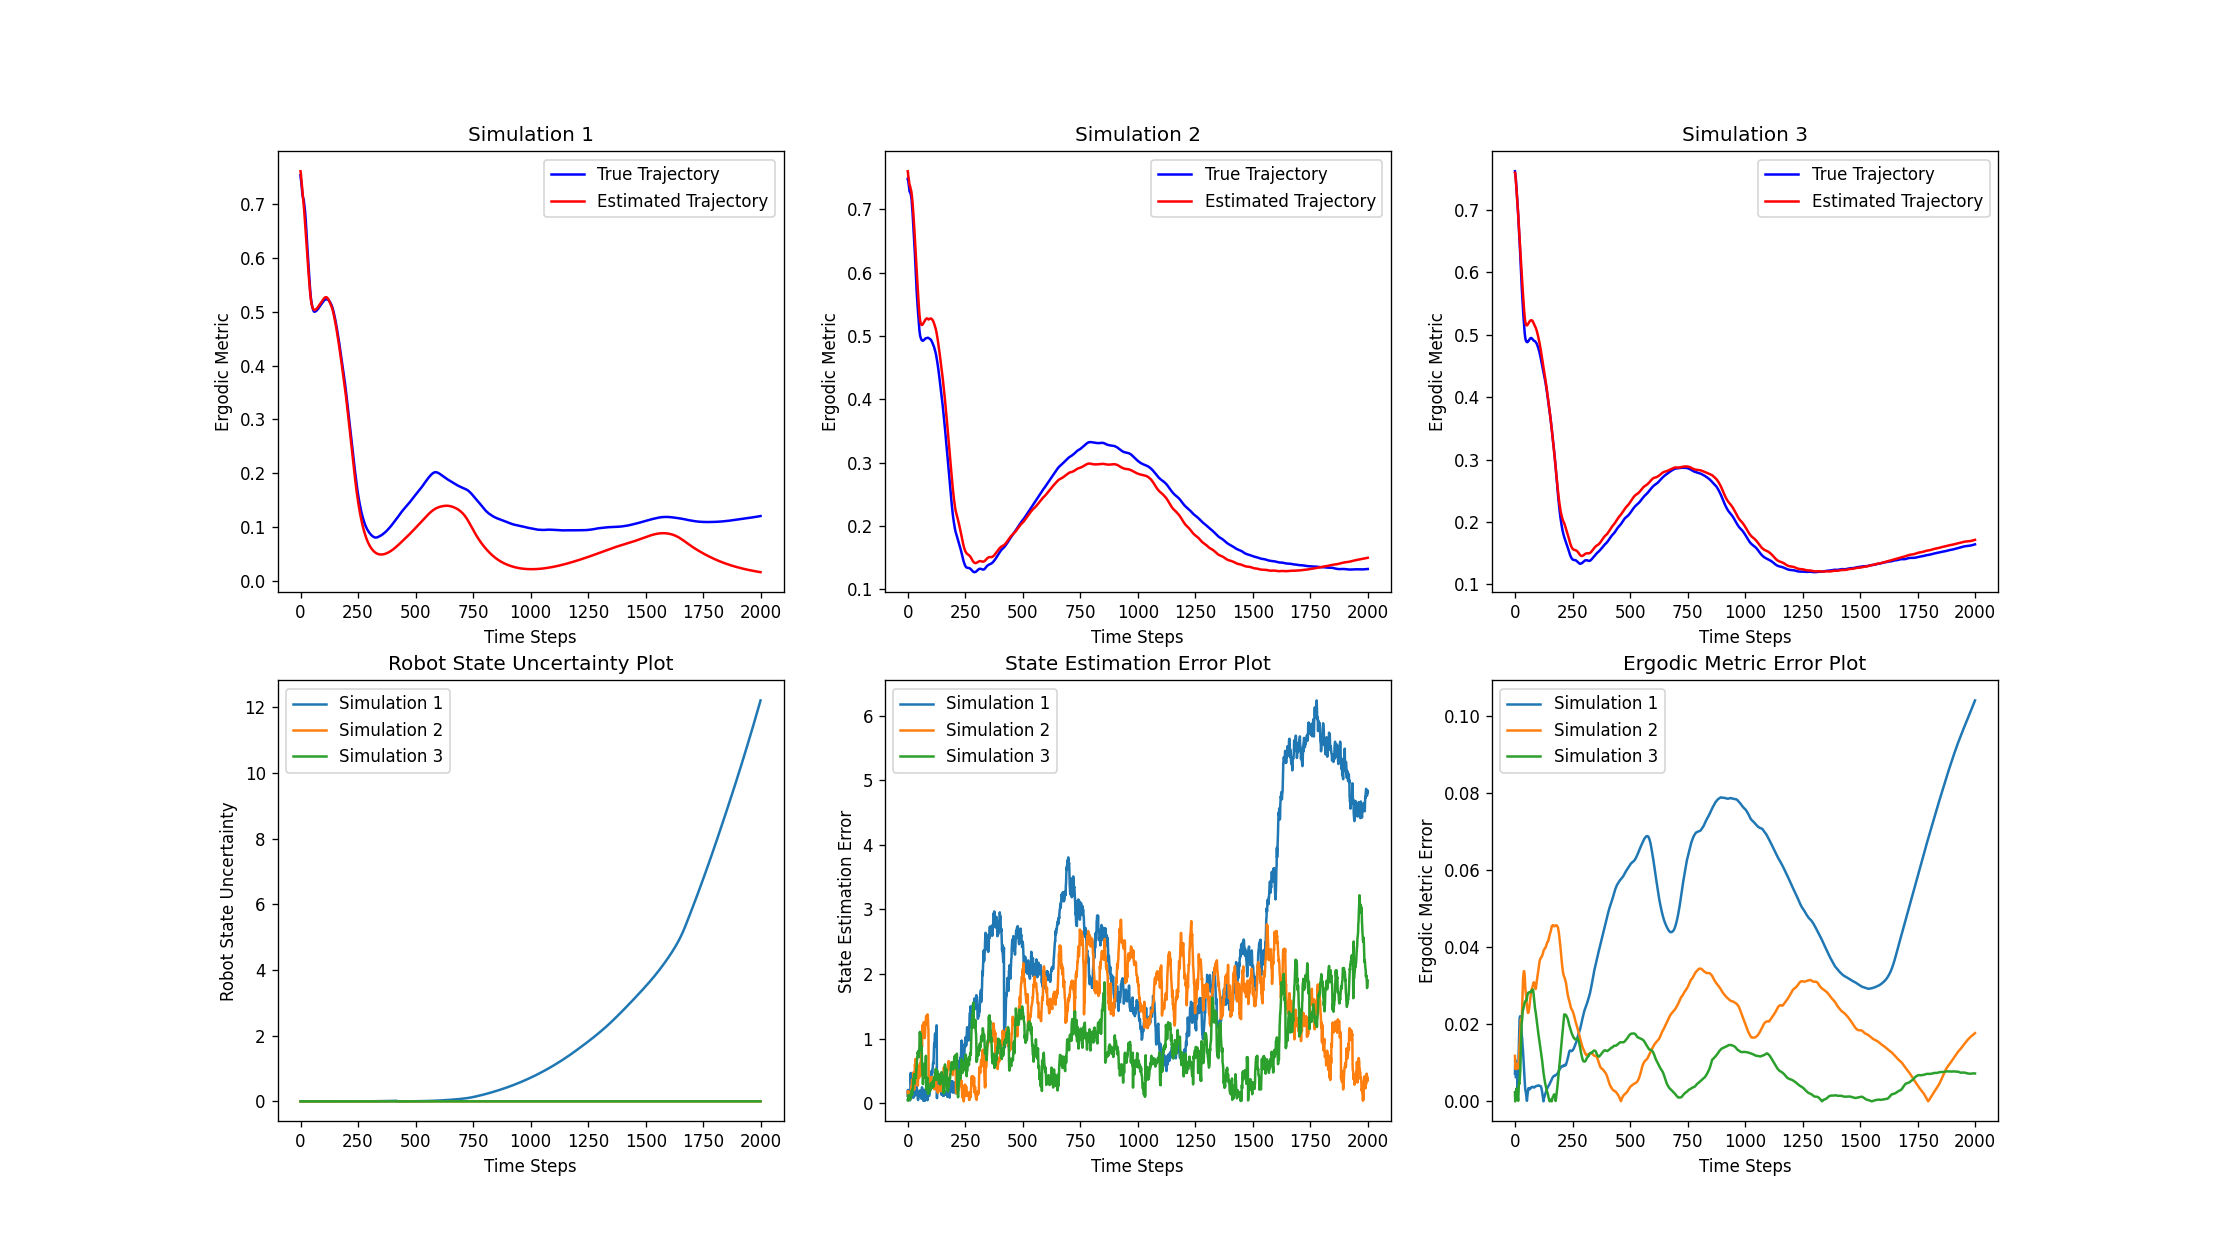 Simulation 1
Simulation 2
Simulation 3
True Trajectory
Estimated Trajectory
True Trajectory
Estimated Trajectory
True Trajectory
Estimated Trajectory
Ergodic Metric
0.7
0.6
0.5
0.4
0.3
0.2
0.1
0.0
0 250 500 750 1000 1250 1500 1750 2000
Time Steps
Ergodic Metric
0.7
0.6
0.5
0.4
0.3
0.2
0.1
0 250 500 750 1000 1250 1500 1750 2000
Time Steps
Ergodic Metric
0.7
0.6
0.5
0.4
0.3
0.2
0.1
0 250 500 750 1000 1250 1500 1750 2000
Time Steps
Robot State Uncertainty Plot
Simulation 1
Simulation 2
Simulation 3
Robot State Uncertainty
12
10
8
6
4
2
0
0 250 500 750 1000 1250 1500 1750 2000
Time Steps
State Estimation Error Plot
Simulation 1
Simulation 2
Simulation 3
State Estimation Error
6
5
4
3
2
1
0
0 250 500 750 1000 1250 1500 1750 2000
Time Steps
Ergodic Metric Error Plot
Simulation 1
Simulation 2
Simulation 3
Ergodic Metric Error
0.10
0.08
0.06
0.04
0.02
0.00
0 250 500 750 1000 1250 1500 1750 2000
Time Steps